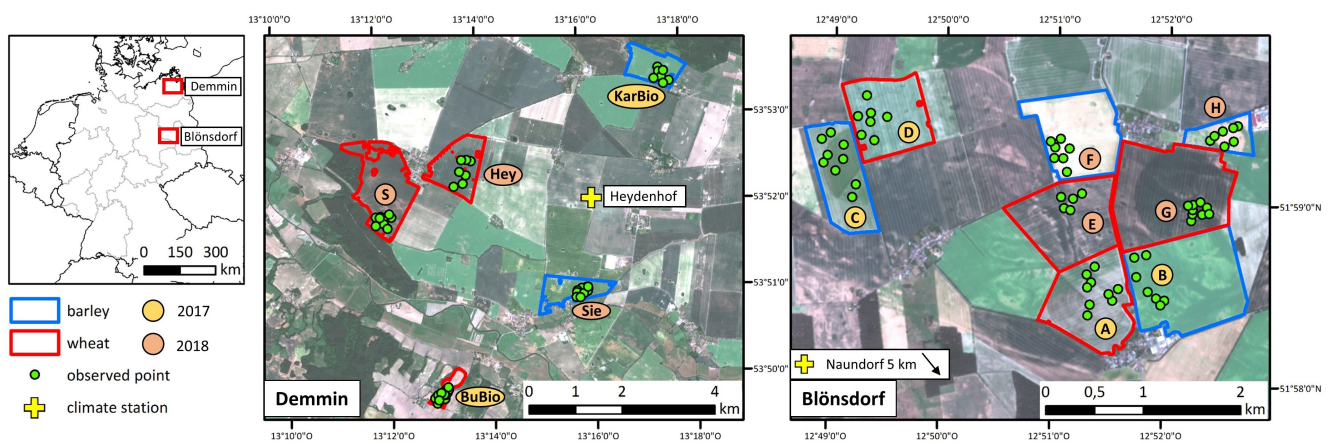 Demmin
Blönsdorf
0 150 300
km
barley
wheat
2017
2018
observed point
climate station
13°10'0"O 13°12'0"O 13°14'0"O 13°16'0"O 13°18'0"O
KarBio
Hey
S
Heydenhof
Sie
BuBio
Demmin
0 1 2 4
km
53°53'0"N
53°52'0"N
53°51'0"N
53°50'0"N
13°10'0"O 13°12'0"O 13°14'0"O 13°16'0"O 13°18'0"O
12°49'0"O 12°50'0"O 12°51'0"O 12°52'0"O
H
D
F
C
G
E
B
A
Naundorf 5 km
Blönsdorf
0 0,5 1 2
km
51°59'0"N
51°58'0"N
12°49'0"O 12°50'0"O 12°51'0"O 12°52'0"O